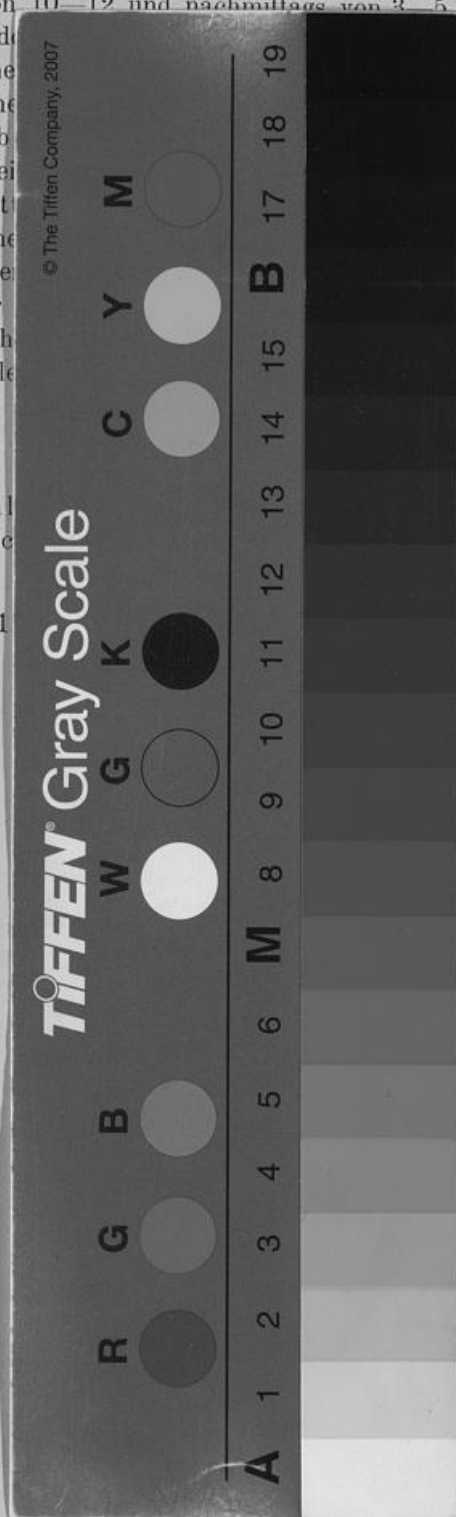 10—12 und nachmittags von 3—5
© The Tiffen Company, 2007
TIFFEN® Gray Scale
R G B W G K C Y M
A 1 2 3 4 5 6 M 8 9 10 11 12 13 14 15 B 17 18 19